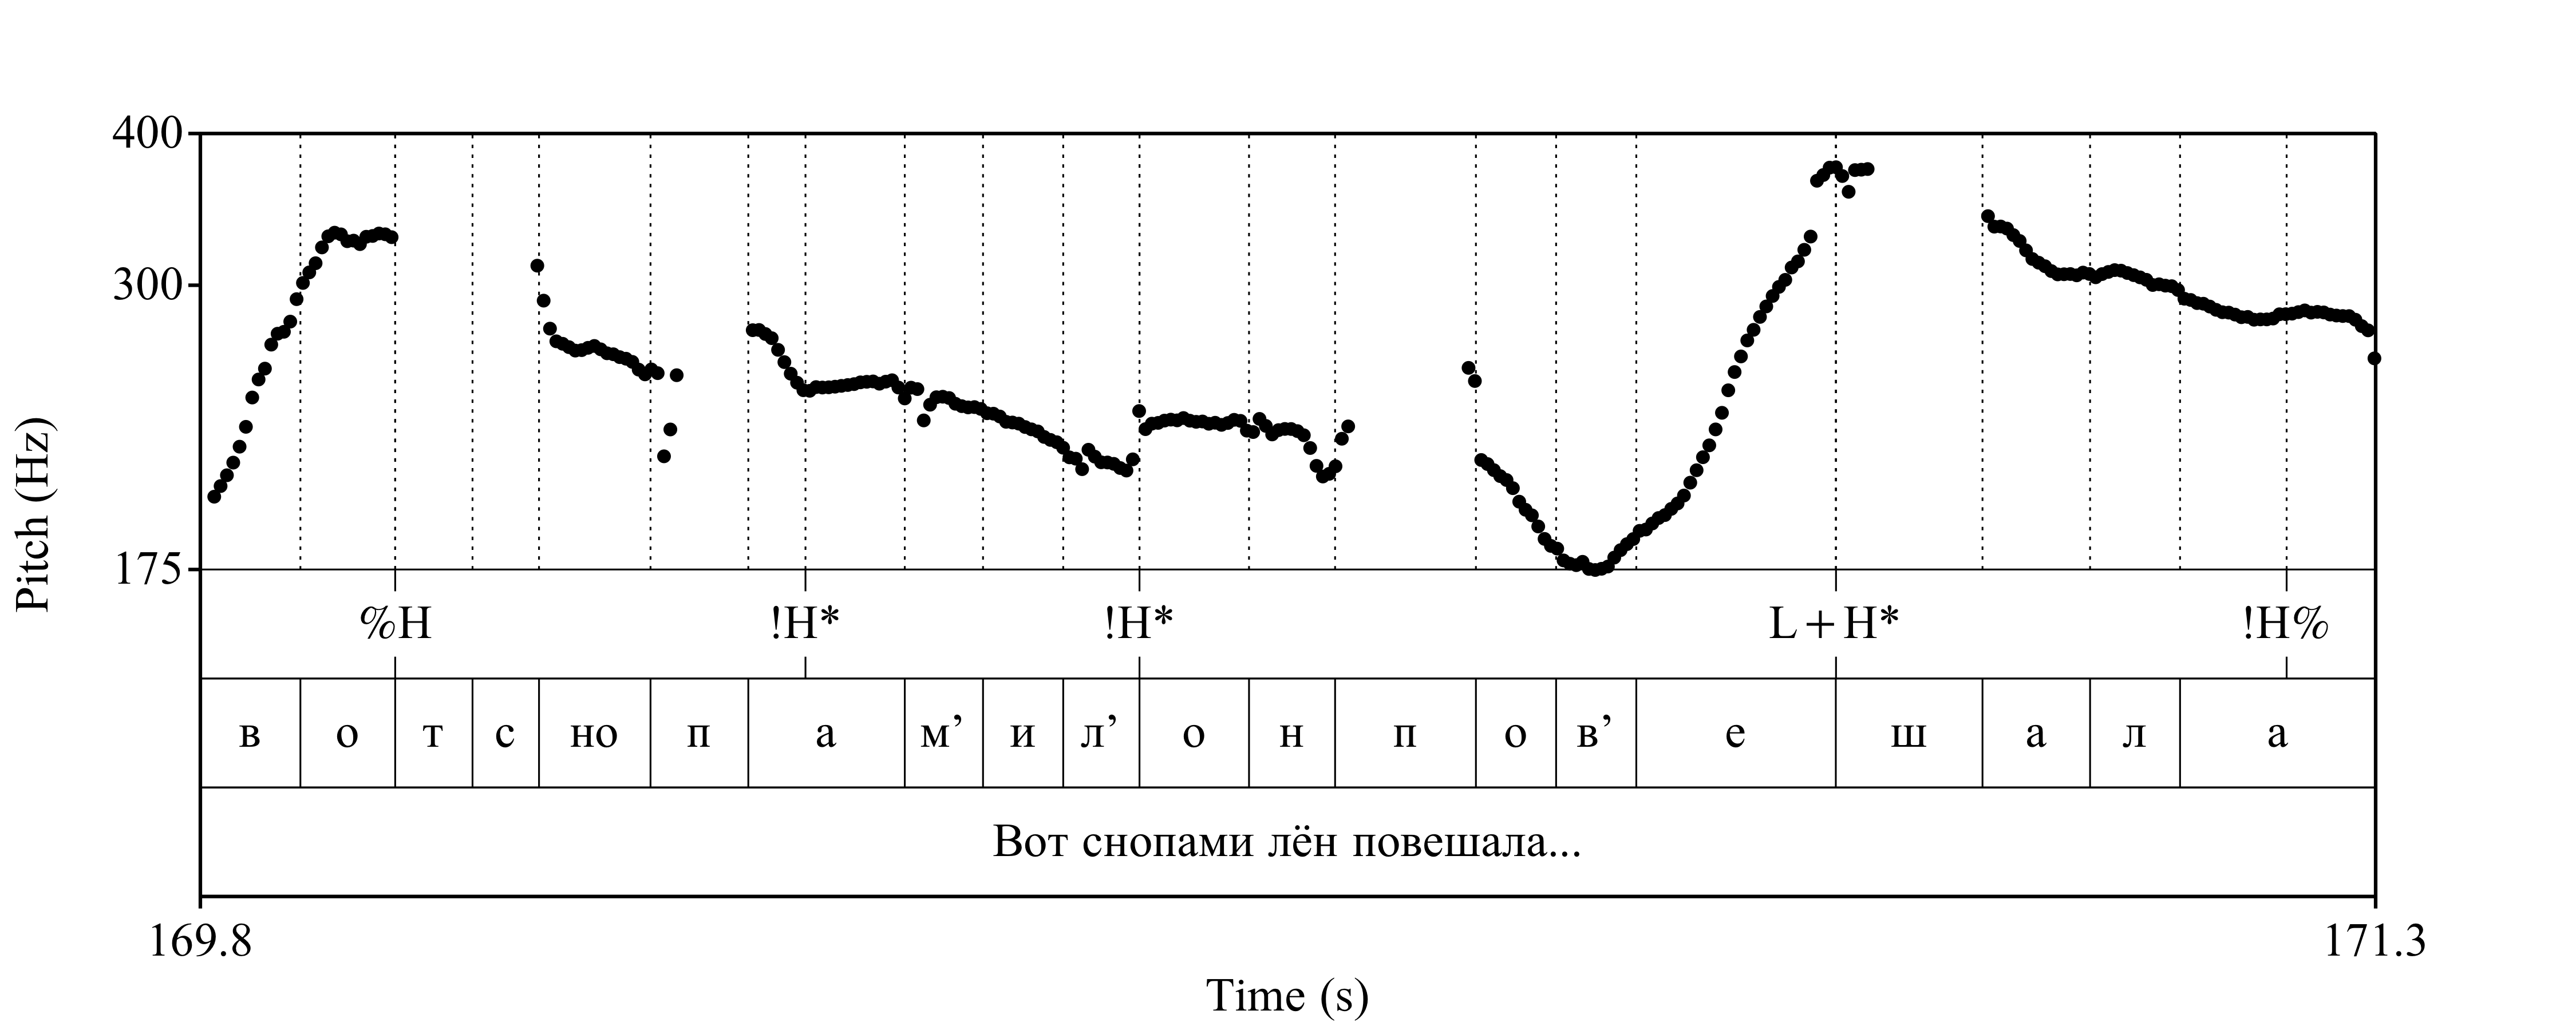 400
300
175
Pitch (Hz)
%H !H* !H* L+H* !H%
в о т с но п а м’ и л’ о н п о в’ е ш а л а
Вот снопами лён повешала...
169.8 171.3
Time (s)